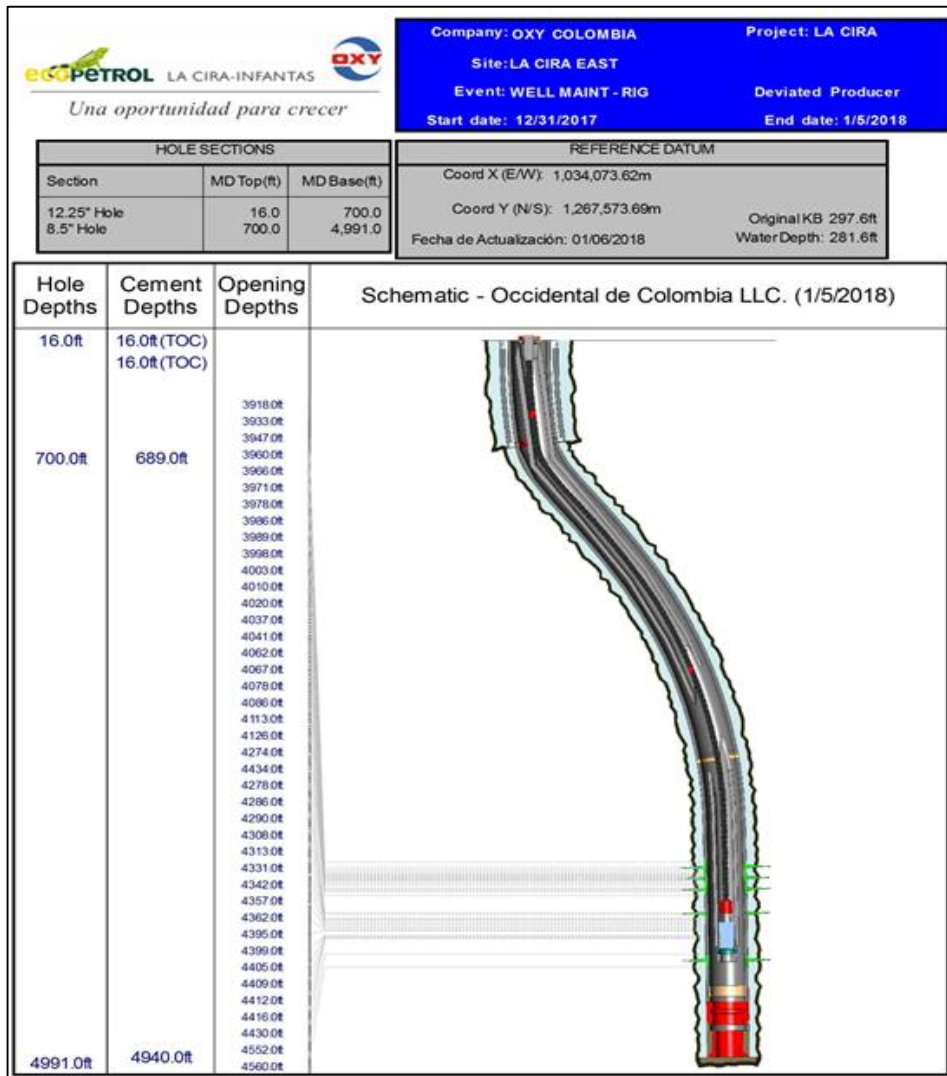 ecopetrol LA CIRA-INFANTAS OXY
Una oportunidad para crecer
Company: OXY COLOMBIA Project: LA CIRA
Site: LA CIRA EAST
Event: WELL MAINT - RIG Deviated Producer
Start date: 12/31/2017 End date: 1/5/2018
HOLE SECTIONS
Section MD Top(ft) MD Base(ft)
12.25" Hole 16.0 700.0
8.5" Hole 700.0 4,991.0
REFERENCE DATUM
Coord X (E/W): 1,034,073.62m
Coord Y (N/S): 1,267,573.69m
Original KB 297.6ft
Fecha de Actualización: 01/06/2018 Water Depth: 281.6ft
Hole Depths Cement Depths Opening Depths Schematic - Occidental de Colombia LLC. (1/5/2018)
16.0ft 16.0ft(TOC)
16.0ft(TOC)
3918.0ft
3933.0ft
3947.0ft
700.0ft 689.0ft 3960.0ft
3966.0ft
3971.0ft
3978.0ft
3986.0ft
3989.0ft
3998.0ft
4003.0ft
4010.0ft
4020.0ft
4037.0ft
4041.0ft
4062.0ft
4067.0ft
4078.0ft
4086.0ft
4113.0ft
4126.0ft
4274.0ft
4434.0ft
4278.0ft
4286.0ft
4290.0ft
4308.0ft
4313.0ft
4331.0ft
4342.0ft
4357.0ft
4362.0ft
4395.0ft
4399.0ft
4405.0ft
4409.0ft
4412.0ft
4416.0ft
4430.0ft
4552.0ft
4991.0ft 4940.0ft 4560.0ft